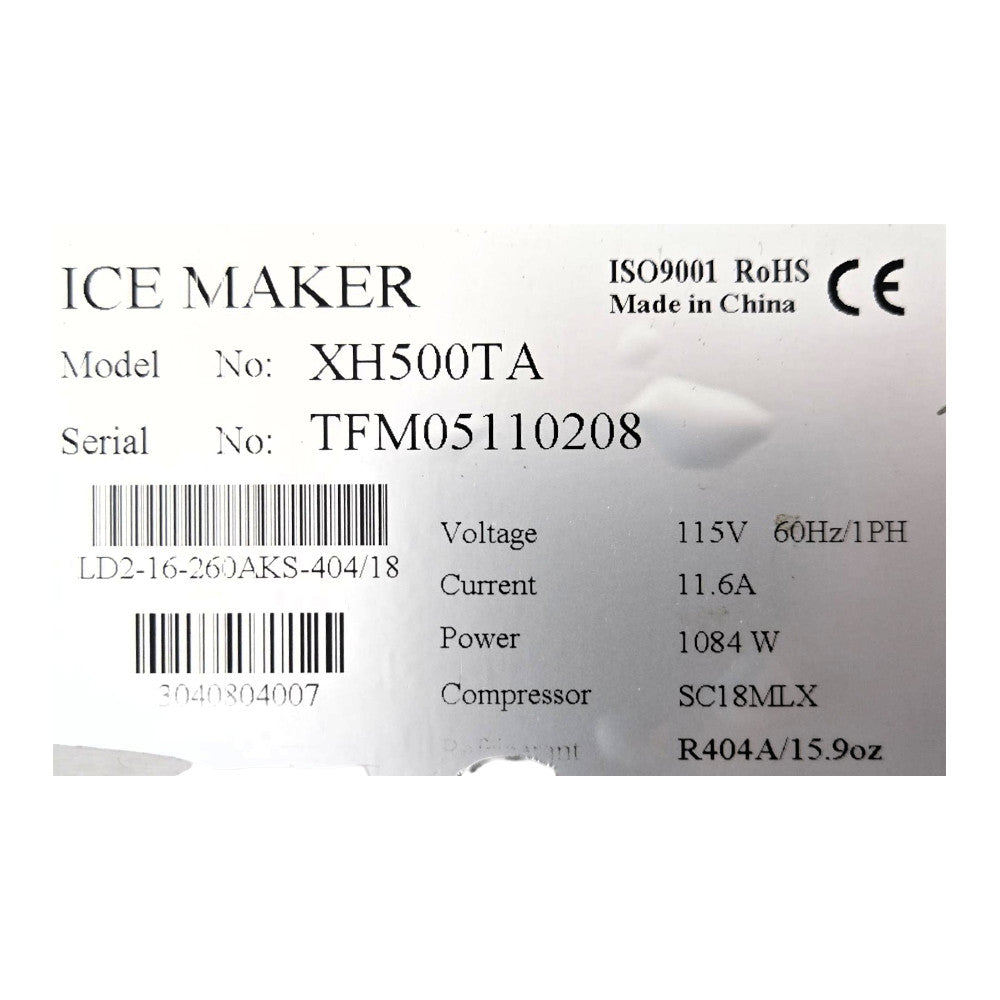 ICE MAKER
ISO9001 RoHS CE
Made in China
Model No: XH500TA
Serial No: TFM05110208
LD2-16-260AKS-404/18
3040804007
Voltage 115V 60Hz/1PH
Current 11.6A
Power 1084 W
Compressor SC18MLX
Refrigerant R404A/15.9oz